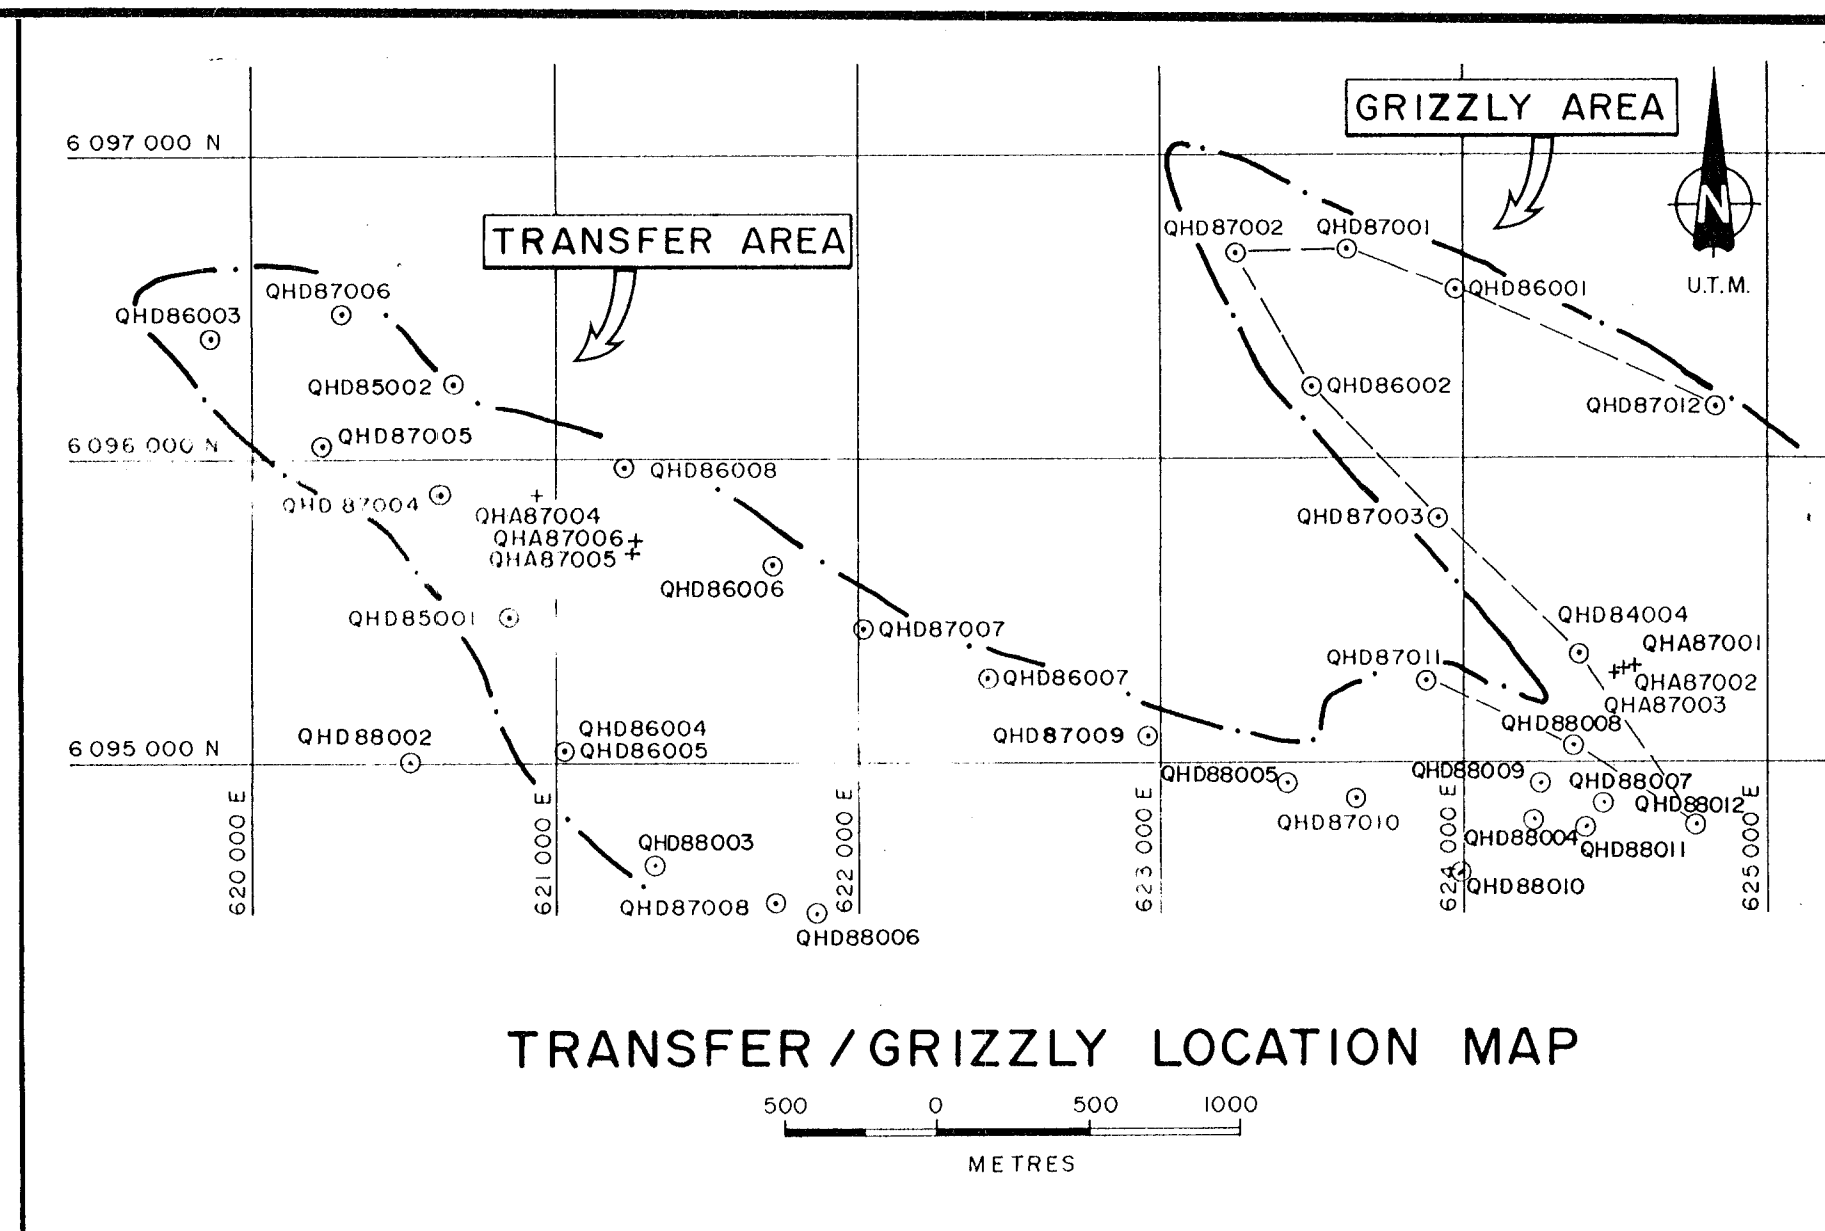 GRIZZLY AREA
6 097 000 N
N
QHD87002
QHD87001
TRANSFER AREA
U.T.M.
QHD87006
QHD86001
QHD86003
QHD85002
QHD86002
QHD87012
QHD87005
6 096 000 N
QHD86008
QHD 87004
QHA87004
QHD87003
QHA87006
QHA87005
QHD86006
QHD85001
QHD84004
QHD87007
QHA87001
QHD87011
QHD86007
QHA87002
QHA87003
QHD88008
QHD86004
QHD 88002
QHD87009
6 095 000 N
QHD86005
QHD88005
QHD88009
QHD88007
QHD88012
QHD87010
QHD88004
QHD88003
QHD88011
620 000 E
621 000 E
622 000 E
623 000 E
624 000 E
625 000 E
QHD88010
QHD87008
QHD88006
TRANSFER / GRIZZLY LOCATION MAP
500 0 500 1000
METRES